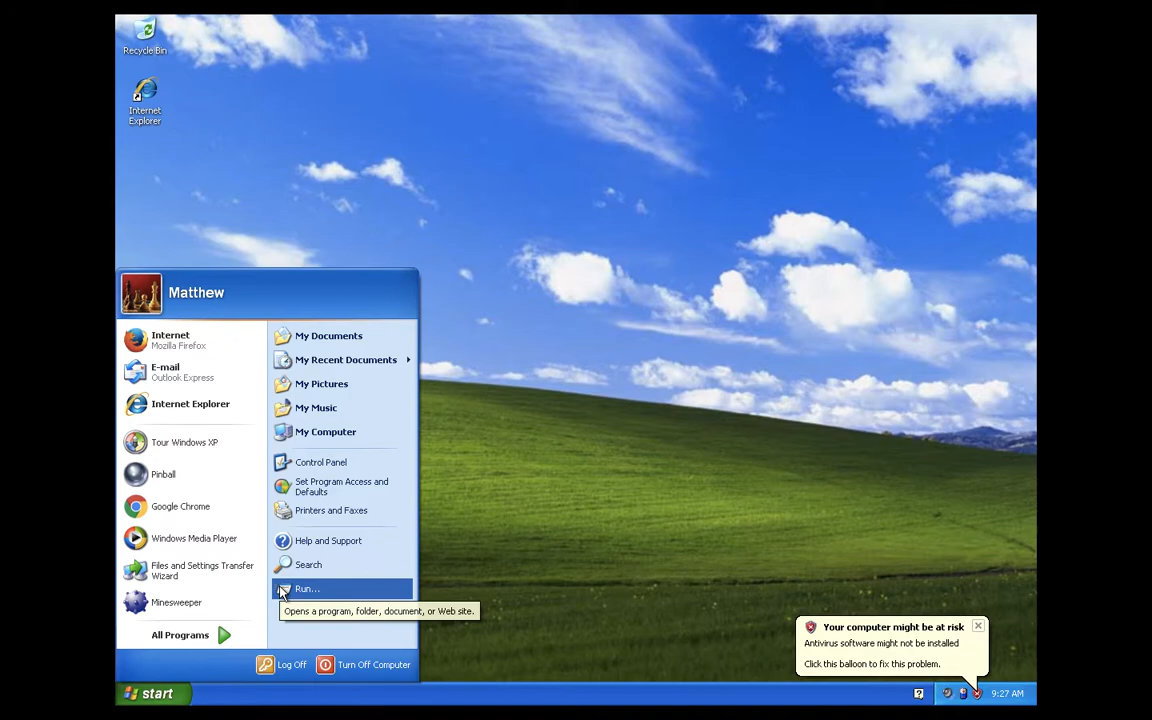 Recycle Bin
Internet
Explorer
Matthew
Internet
Mozilla Firefox
E-mail
Outlook Express
Internet Explorer
Tour Windows XP
Pinball
Google Chrome
Windows Media Player
Files and Settings Transfer
Wizard
Minesweeper
All Programs
My Documents
My Recent Documents
My Pictures
My Music
My Computer
Control Panel
Set Program Access and
Defaults
Printers and Faxes
Help and Support
Search
Run...
Opens a program, folder, document, or Web site.
Log Off
Turn Off Computer
Your computer might be at risk
Antivirus software might not be installed
Click this balloon to fix this problem.
start
9:27 AM